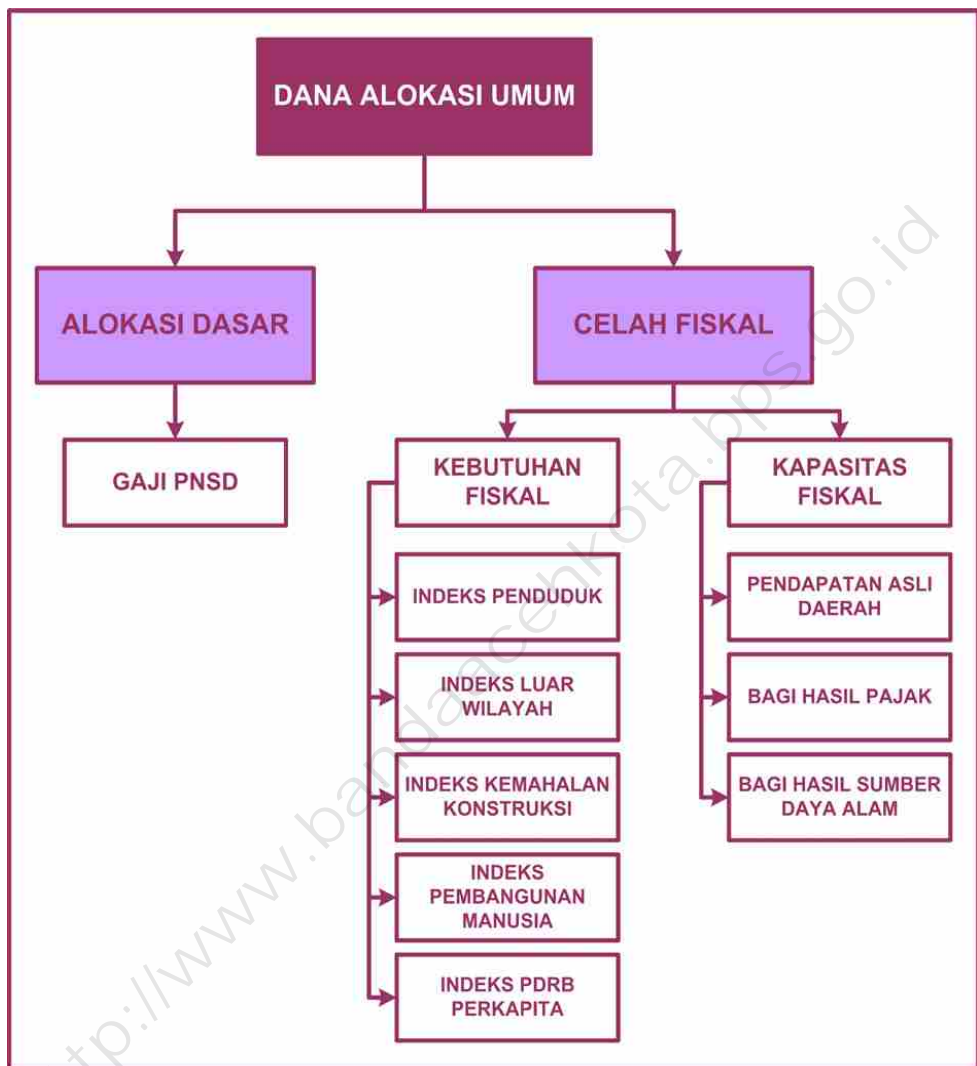 DANA ALOKASI UMUM
ALOKASI DASAR
CELAH FISKAL
GAJI PNSD
KEBUTUHAN
FISKAL
KAPASITAS
FISKAL
INDEKS PENDUDUK
PENDAPATAN ASLI
DAERAH
INDEKS LUAR
WILAYAH
BAGI HASIL PAJAK
INDEKS KEMAHALAN
KONSTRUKSI
BAGI HASIL SUMBER
DAYA ALAM
INDEKS
PEMBANGUNAN
MANUSIA
INDEKS PDRB
PERKAPITA
tp://www.bandaacehkota.bps.go.id